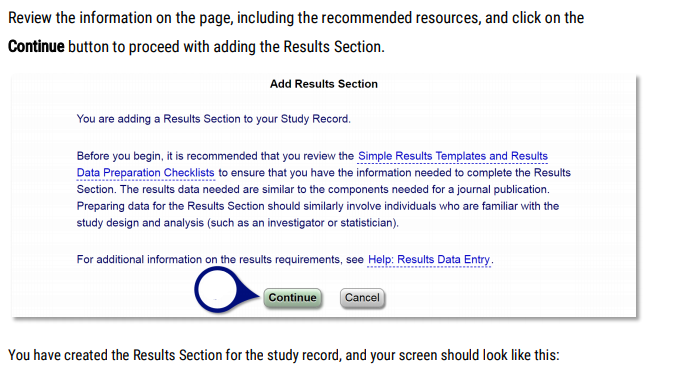 Review the information on the page, including the recommended resources, and click on the
Continue button to proceed with adding the Results Section.
Add Results Section
You are adding a Results Section to your Study Record.
Before you begin, it is recommended that you review the Simple Results Templates and Results
Data Preparation Checklists to ensure that you have the information needed to complete the Results
Section. The results data needed are similar to the components needed for a journal publication.
Preparing data for the Results Section should similarly involve individuals who are familiar with the
study design and analysis (such as an investigator or statistician).
For additional information on the results requirements, see Help: Results Data Entry.
Continue Cancel
You have created the Results Section for the study record, and your screen should look like this: